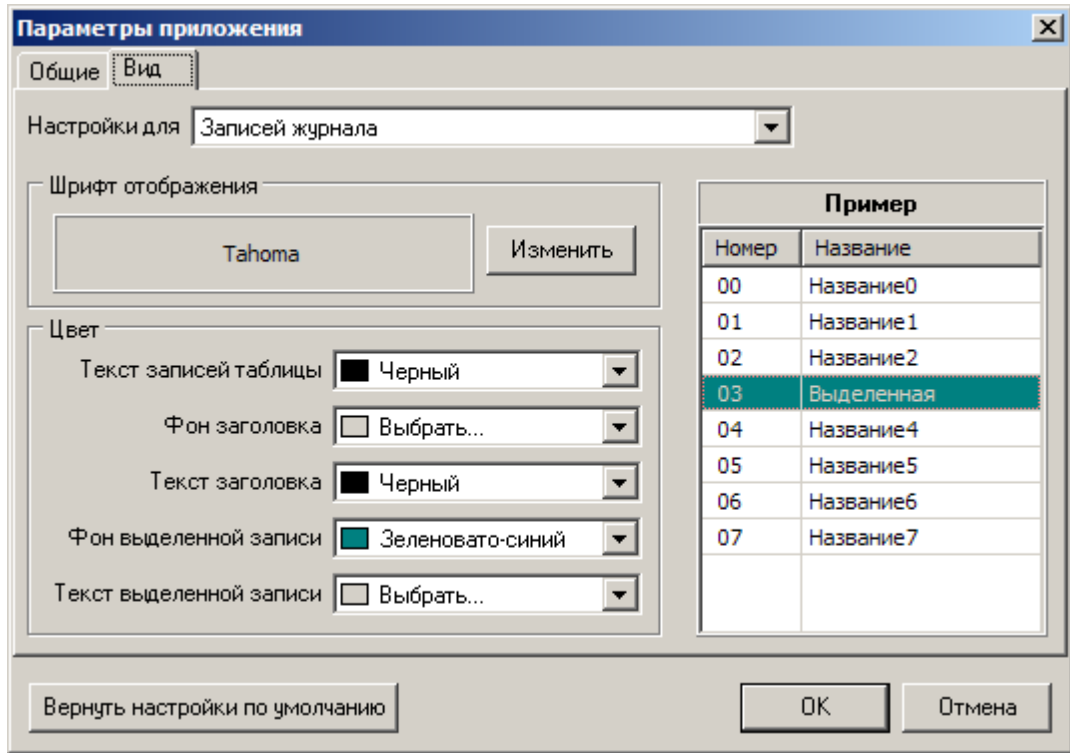 Параметры приложения
Общие Вид
Настройки для Записей журнала
Шрифт отображения
Tahoma Изменить
Цвет
Текст записей таблицы Черный
Фон заголовка Выбрать...
Текст заголовка Черный
Фон выделенной записи Зеленовато-синий
Текст выделенной записи Выбрать...
Пример
Номер Название
00 Название0
01 Название1
02 Название2
03 Выделенная
04 Название4
05 Название5
06 Название6
07 Название7
Вернуть настройки по умолчанию OK Отмена